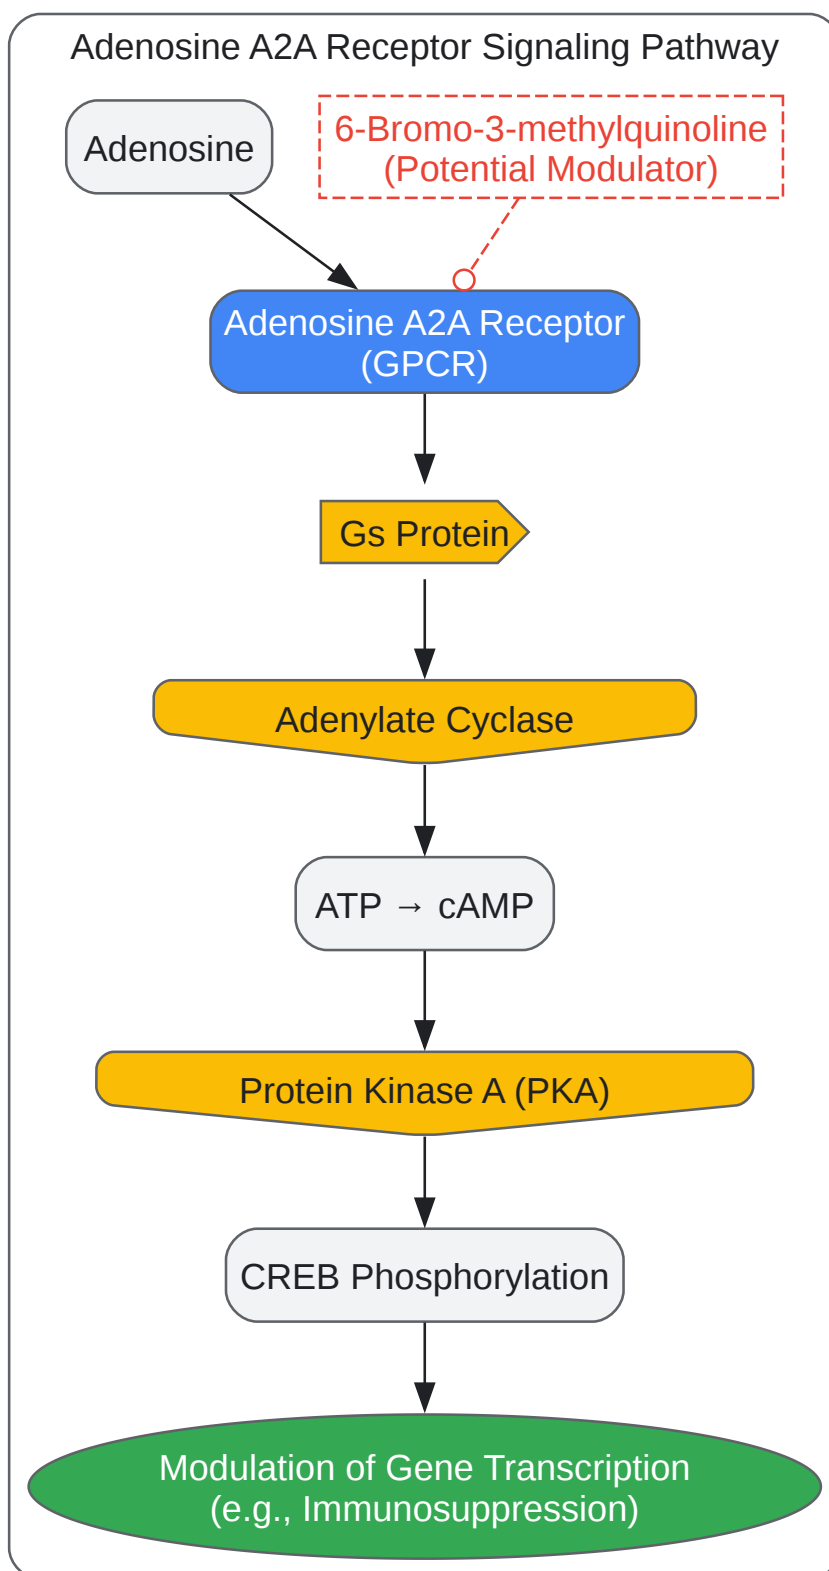 Adenosine A2A Receptor Signaling Pathway
Adenosine
6-Bromo-3-methylquinoline
(Potential Modulator)
Adenosine A2A Receptor
(GPCR)
Gs Protein
Adenylate Cyclase
ATP → cAMP
Protein Kinase A (PKA)
CREB Phosphorylation
Modulation of Gene Transcription
(e.g., Immunosuppression)